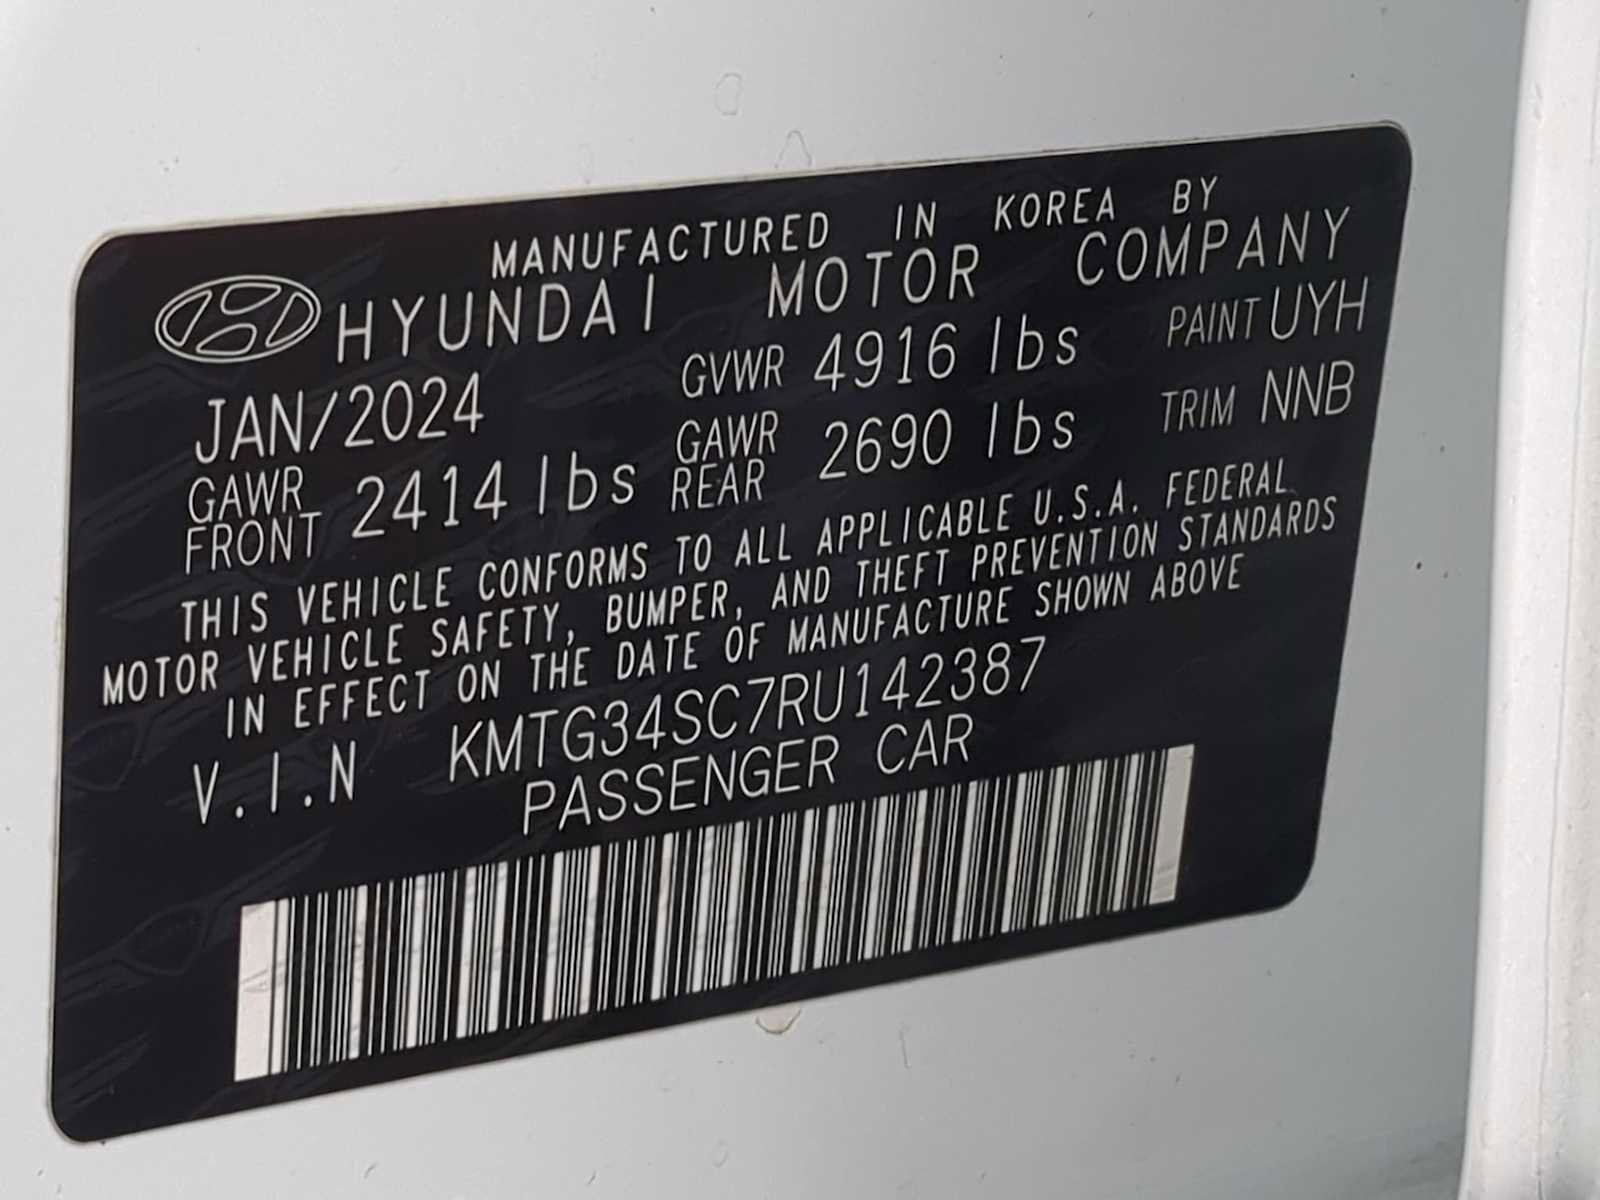 MANUFACTURED IN KOREA BY
HYUNDAI MOTOR COMPANY
JAN/2024 GVWR 4916 lbs PAINT UYH
GAWR FRONT 2414 lbs GAWR REAR 2690 lbs TRIM NNB
THIS VEHICLE CONFORMS TO ALL APPLICABLE U.S.A. FEDERAL
MOTOR VEHICLE SAFETY, BUMPER, AND THEFT PREVENTION STANDARDS
IN EFFECT ON THE DATE OF MANUFACTURE SHOWN ABOVE
V.I.N KMTG34SC7RU142387
PASSENGER CAR